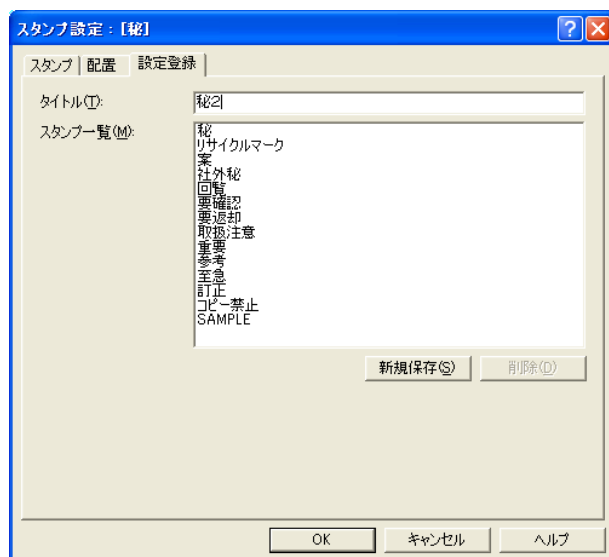 スタンプ設定：[秘]
スタンプ 配置 設定登録
タイトル(T): 秘2
スタンプ一覧(M):
秘
リサイクルマーク
案
社外秘
回覧
要確認
要返却
取扱注意
重要
参考
至急
訂正
コピー禁止
SAMPLE
新規保存(S) 削除(D)
OK キャンセル ヘルプ